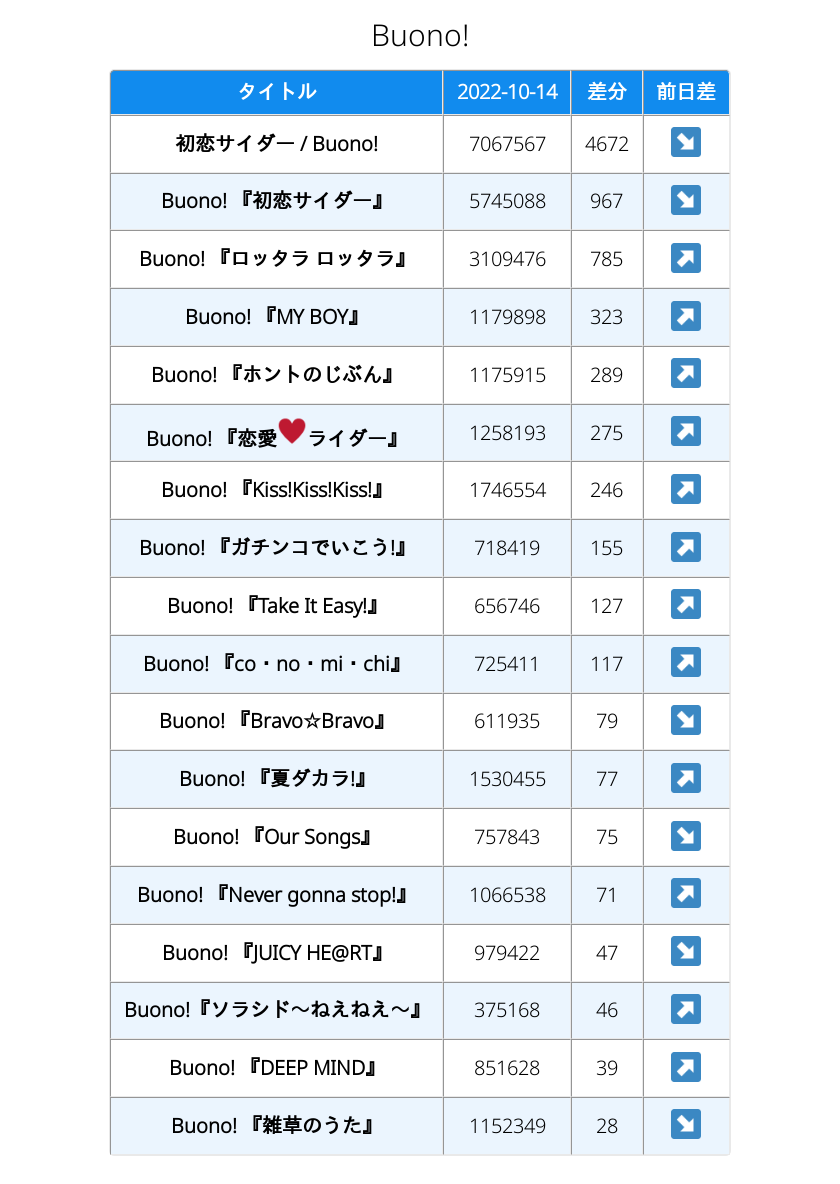 Buono!
タイトル 2022-10-14 差分 前日差
初恋サイダー / Buono! 7067567 4672 ↘
Buono! 『初恋サイダー』 5745088 967 ↘
Buono! 『ロッタラ ロッタラ』 3109476 785 ↗
Buono! 『MY BOY』 1179898 323 ↗
Buono! 『ホントのじぶん』 1175915 289 ↗
Buono! 『恋愛♥ライダー』 1258193 275 ↗
Buono! 『Kiss!Kiss!Kiss!』 1746554 246 ↗
Buono! 『ガチンコでいこう!』 718419 155 ↗
Buono! 『Take It Easy!』 656746 127 ↗
Buono! 『co・no・mi・chi』 725411 117 ↗
Buono! 『Bravo☆Bravo』 611935 79 ↘
Buono! 『夏ダカラ!』 1530455 77 ↗
Buono! 『Our Songs』 757843 75 ↘
Buono! 『Never gonna stop!』 1066538 71 ↗
Buono! 『JUICY HE@RT』 979422 47 ↘
Buono!『ソラシド〜ねえねえ〜』 375168 46 ↗
Buono! 『DEEP MIND』 851628 39 ↗
Buono! 『雑草のうた』 1152349 28 ↘